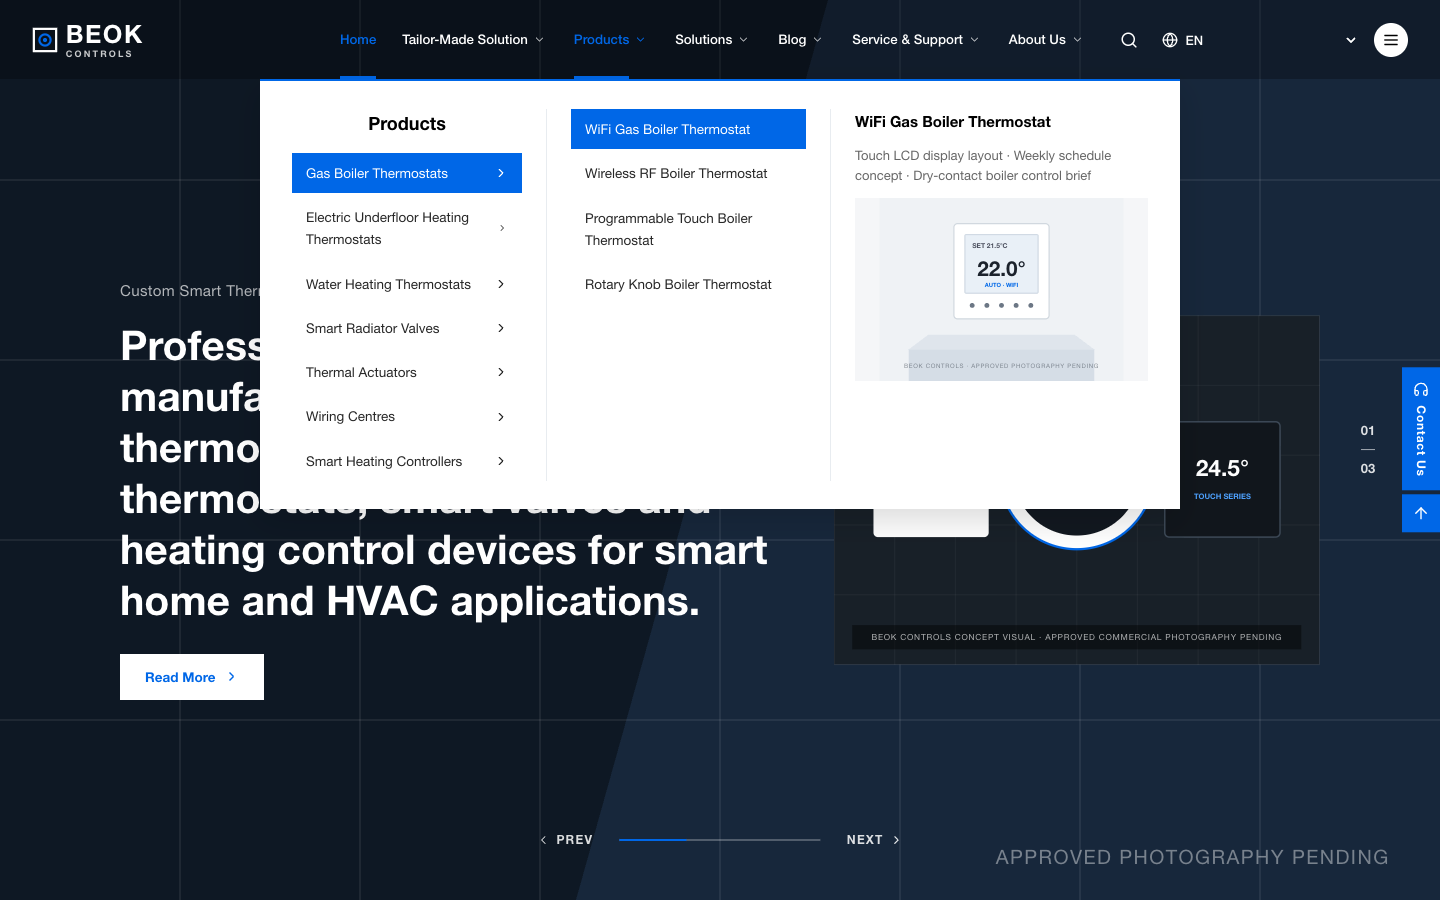 BEOK
CONTROLS
Home
Tailor-Made Solution
Products
Solutions
Blog
Service & Support
About Us
EN
Products
Gas Boiler Thermostats
Electric Underfloor Heating
Thermostats
Water Heating Thermostats
Smart Radiator Valves
Thermal Actuators
Wiring Centres
Smart Heating Controllers
WiFi Gas Boiler Thermostat
Wireless RF Boiler Thermostat
Programmable Touch Boiler
Thermostat
Rotary Knob Boiler Thermostat
WiFi Gas Boiler Thermostat
Touch LCD display layout · Weekly schedule
concept · Dry-contact boiler control brief
SET 21.5°C
22.0°
AUTO · WIFI
BEOK CONTROLS · APPROVED PHOTOGRAPHY PENDING
Custom Smart
heating control devices for smart
home and HVAC applications.
Read More
24.5°
TOUCH SERIES
BEOK CONTROLS CONCEPT VISUAL · APPROVED COMMERCIAL PHOTOGRAPHY PENDING
01
03
Contact Us
PREV
NEXT
APPROVED PHOTOGRAPHY PENDING